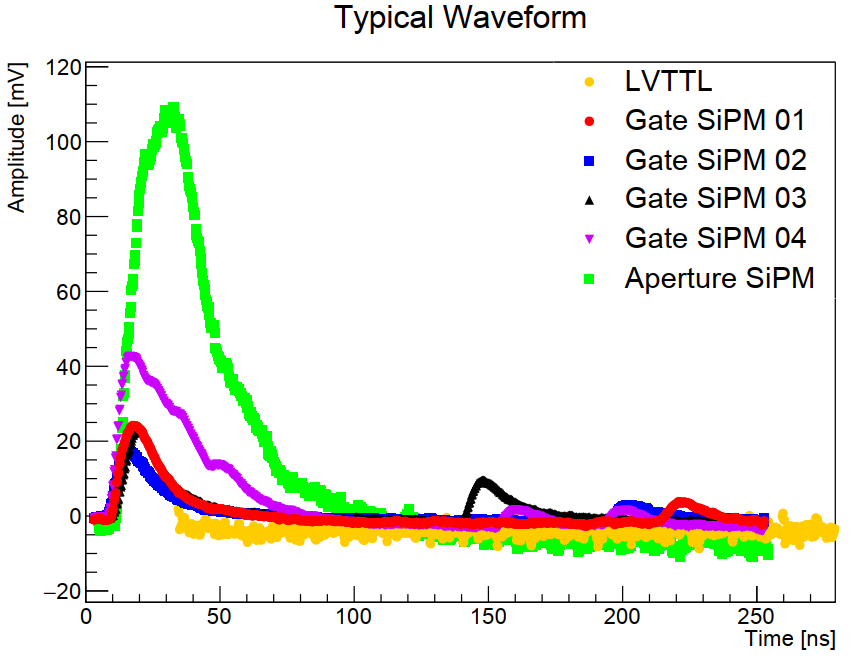 Typical Waveform
Amplitude [mV]
120
100
80
60
40
20
0
−20
LVTTL
Gate SiPM 01
Gate SiPM 02
Gate SiPM 03
Gate SiPM 04
Aperture SiPM
0 50 100 150 200 250
Time [ns]